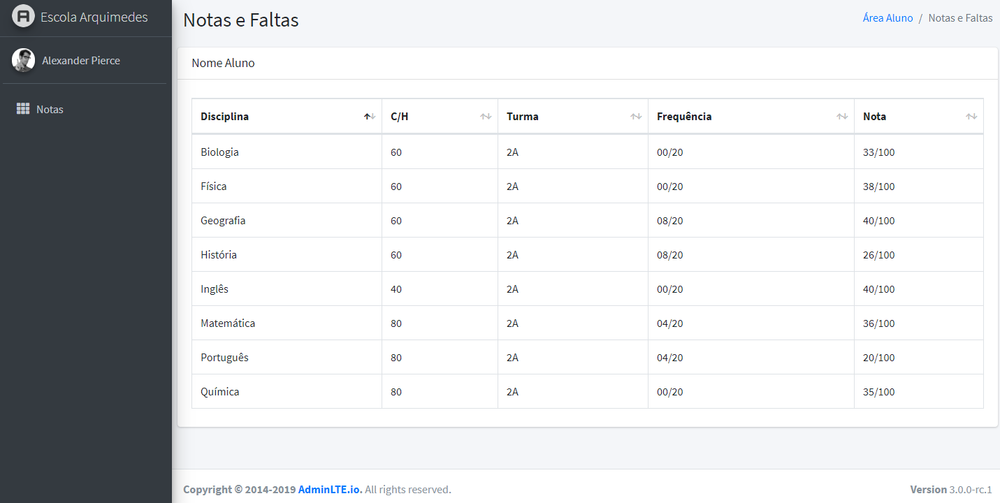 Escola Arquimedes
Alexander Pierce
Notas
Notas e Faltas
Área Aluno / Notas e Faltas
Nome Aluno
Disciplina C/H Turma Frequência Nota
Biologia 60 2A 00/20 33/100
Física 60 2A 00/20 38/100
Geografia 60 2A 08/20 40/100
História 60 2A 08/20 26/100
Inglês 40 2A 00/20 40/100
Matemática 80 2A 04/20 36/100
Português 80 2A 04/20 20/100
Química 80 2A 00/20 35/100
Copyright © 2014-2019 AdminLTE.io. All rights reserved.
Version 3.0.0-rc.1